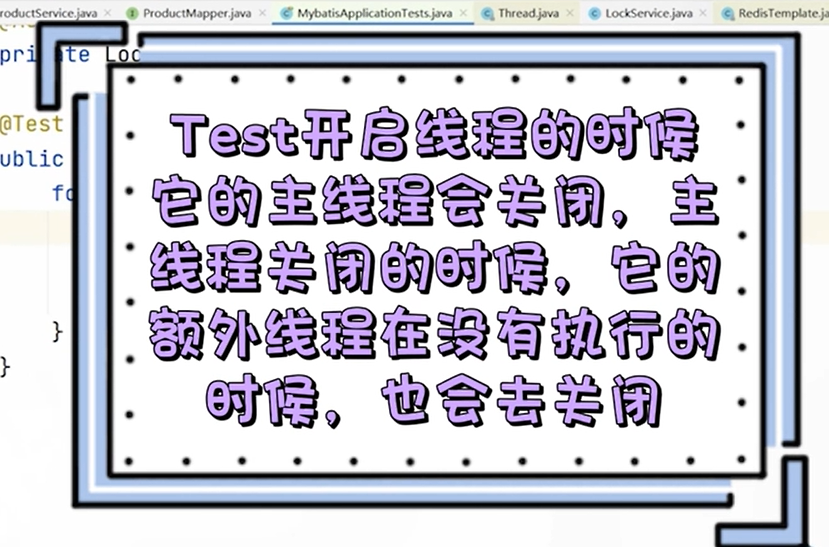 roductService.java ProductMapper.java MybatisApplicationTests.java Thread.java LockService.java RedisTemplate.ja
private Loc
@Test
ublic
fo
}
}
Test开启线程的时候
它的主线程会关闭，主
线程关闭的时候，它的
额外线程在没有执行的
时候，也会去关闭